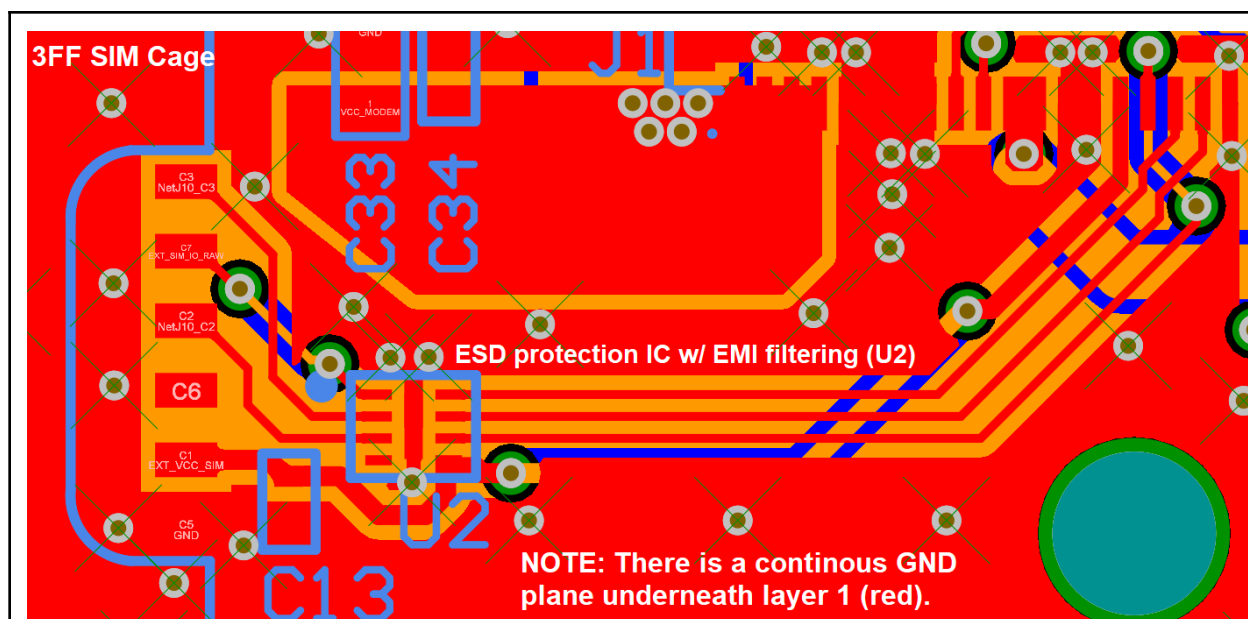 3FF SIM Cage
GND
J1
1
VCC_MODEM
C33
C34
C3
NetJ10_C3
C7
EXT_SIM_IO_RAW
C2
NetJ10_C2
ESD protection IC w/ EMI filtering (U2)
C6
C1
EXT_VCC_SIM
C5
GND
U2
C13
NOTE: There is a continous GND
plane underneath layer 1 (red).